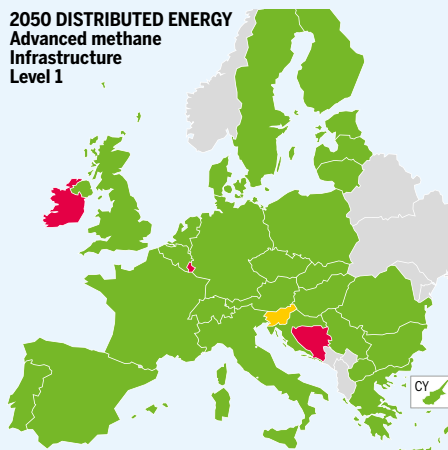 2050 DISTRIBUTED ENERGY
Advanced methane
Infrastructure
Level 1
CY